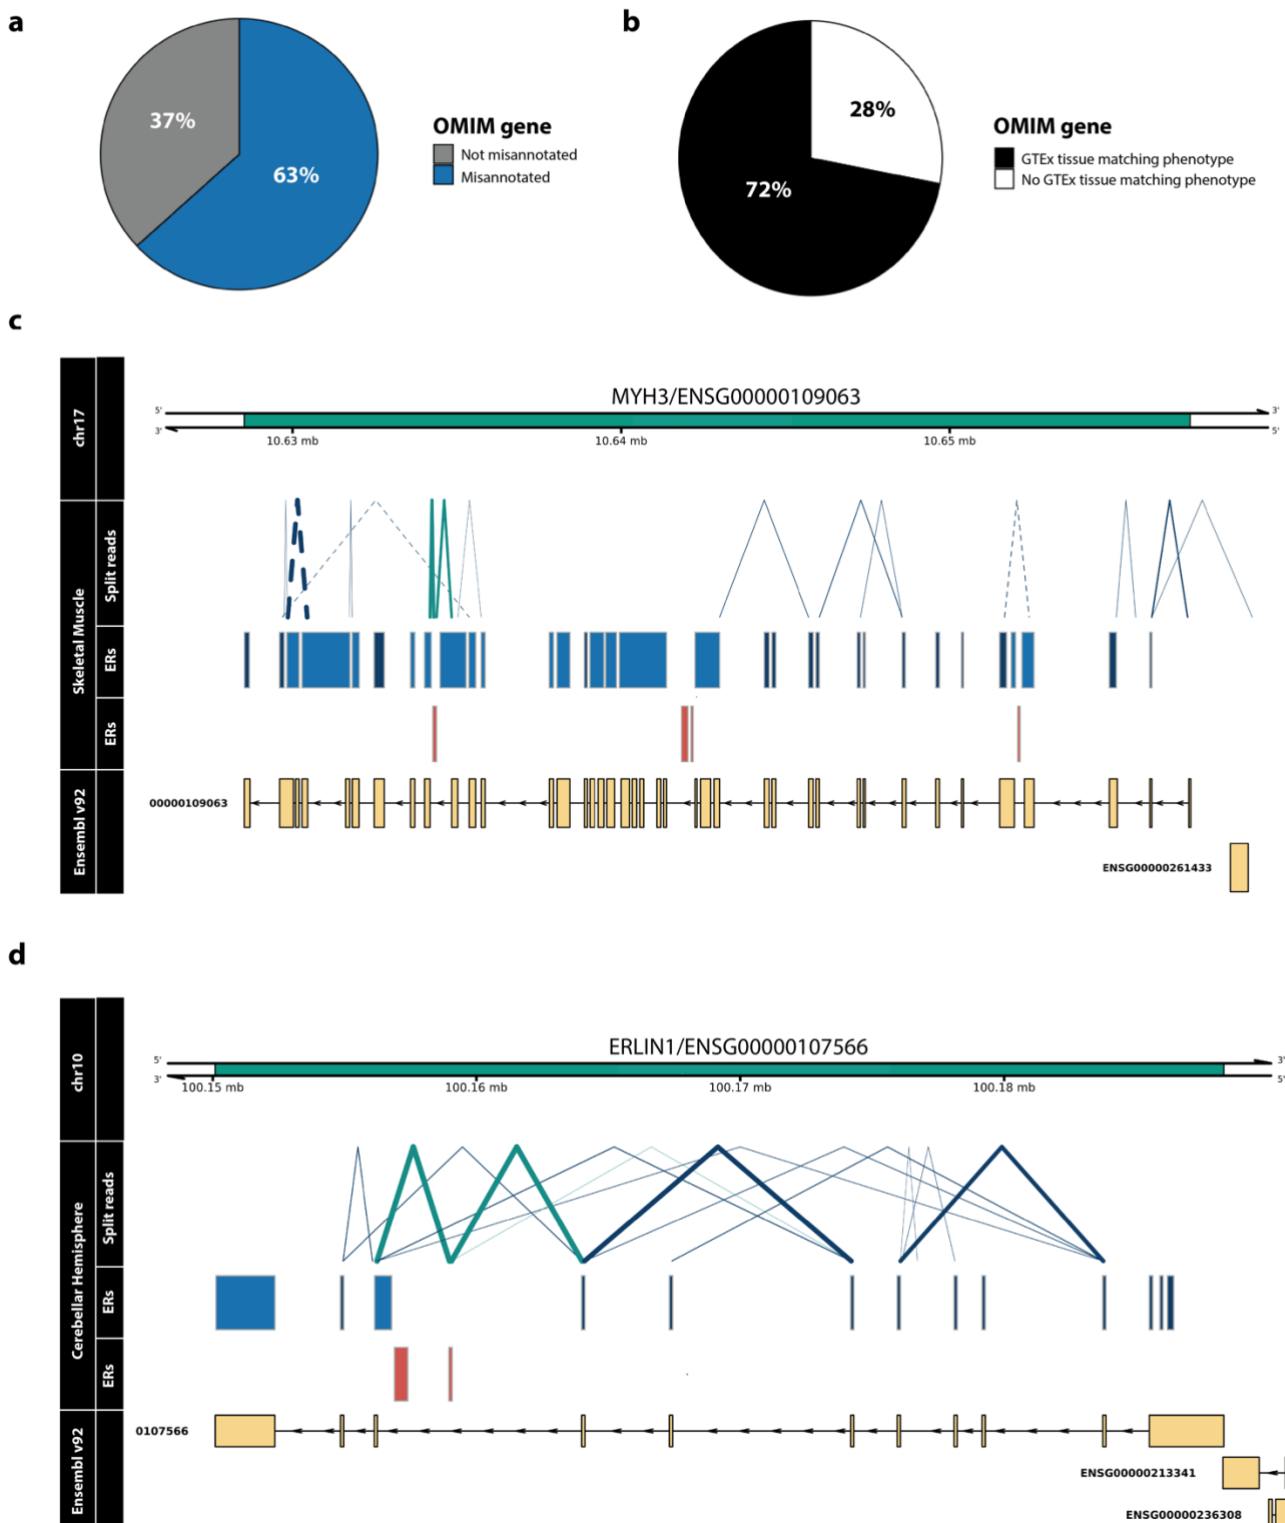 a
37%
63%
OMIM gene
Not misannotated
Misannotated
b
28%
72%
OMIM gene
GTEx tissue matching phenotype
No GTEx tissue matching phenotype
c
chr17
MYH3/ENSG00000109063
5'
3'
3'
5'
10.63 mb
10.64 mb
10.65 mb
Skeletal Muscle
Split reads
ERs
ERs
Ensembl v92
00000109063
ENSG00000261433
d
chr10
ERLIN1/ENSG00000107566
5'
3'
3'
5'
100.15 mb
100.16 mb
100.17 mb
100.18 mb
Cerebellar Hemisphere
Split reads
ERs
ERs
Ensembl v92
0107566
ENSG00000213341
ENSG00000236308